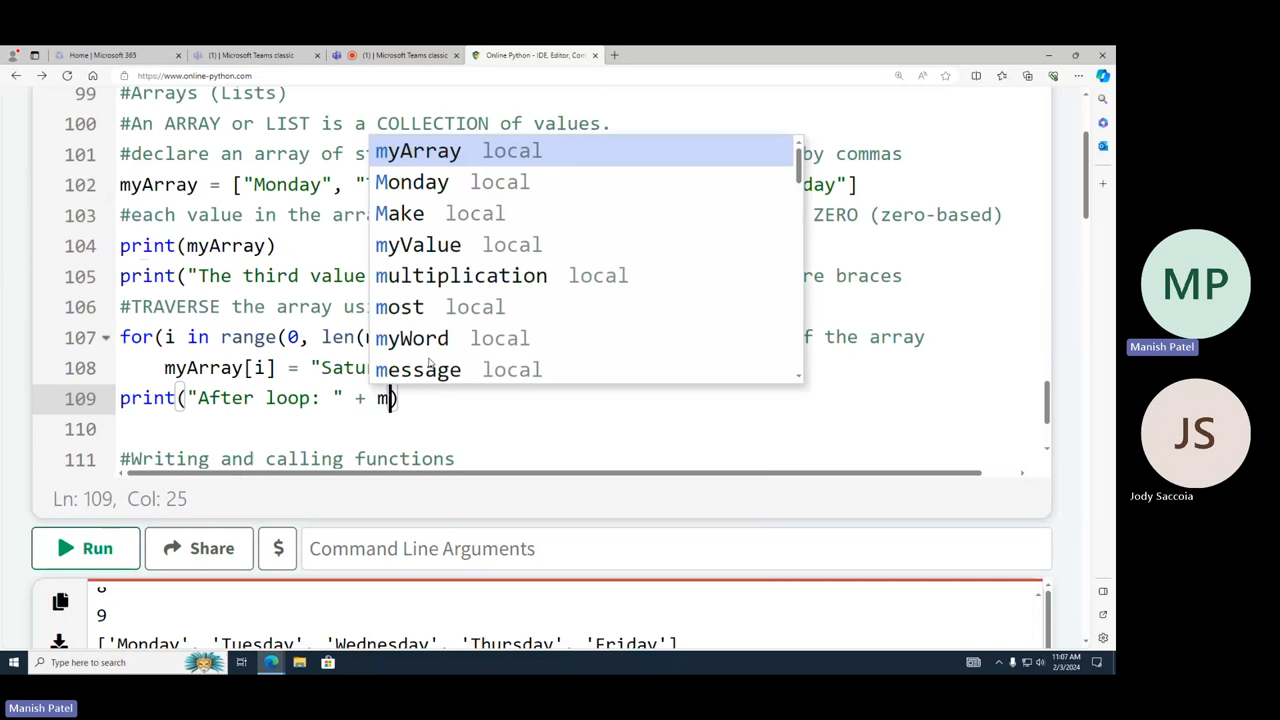 Home | Microsoft 365
(1) | Microsoft Teams classic
(1) | Microsoft Teams classic
Online Python - IDE, Editor, Com
https://www.online-python.com
99 #Arrays (Lists)
100 #An ARRAY or LIST is a COLLECTION of values.
101 #declare an array of st by commas
102 myArray = ["Monday", "T day"]
103 #each value in the arra ZERO (zero-based)
104 print(myArray)
105 print("The third value re braces
106 #TRAVERSE the array usi
107 for(i in range(0, len(m f the array
108 myArray[i] = "Satu
109 print("After loop: " + m)
110
111 #Writing and calling functions
myArray local
Monday local
Make local
myValue local
multiplication local
most local
myWord local
message local
Ln: 109, Col: 25
Run
Share
$
Command Line Arguments
8
9
['Monday', 'Tuesday', 'Wednesday', 'Thursday', 'Friday']
Type here to search
11:07 AM
2/3/2024
MP
Manish Patel
JS
Jody Saccoia
Manish Patel